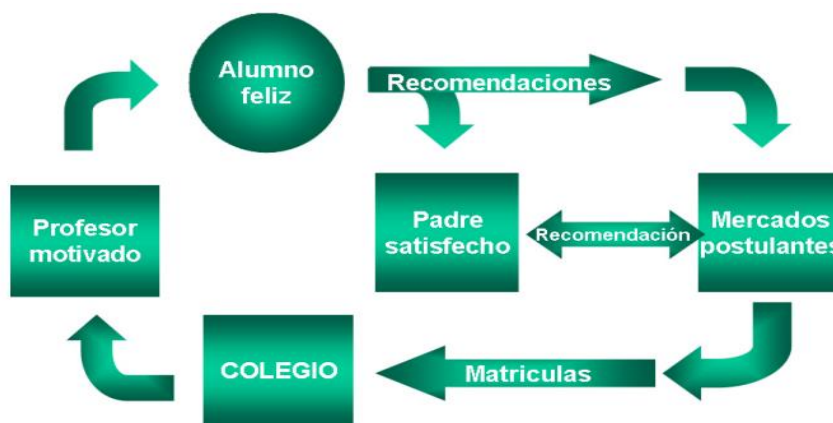 Alumno
feliz
Recomendaciones
Profesor
motivado
Padre
satisfecho
Recomendación
Mercados
postulantes
COLEGIO
Matriculas